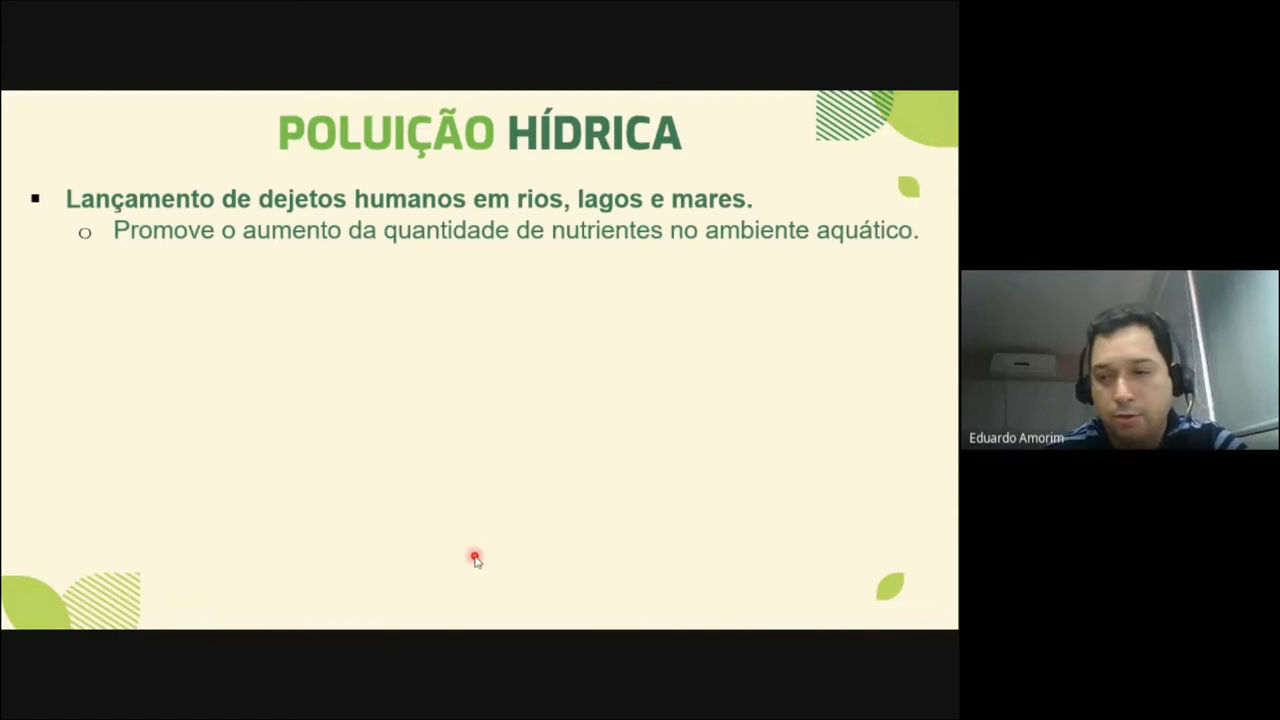 POLUIÇÃO HÍDRICA
Lançamento de dejetos humanos em rios, lagos e mares.
Promove o aumento da quantidade de nutrientes no ambiente aquático.
Eduardo Amorim